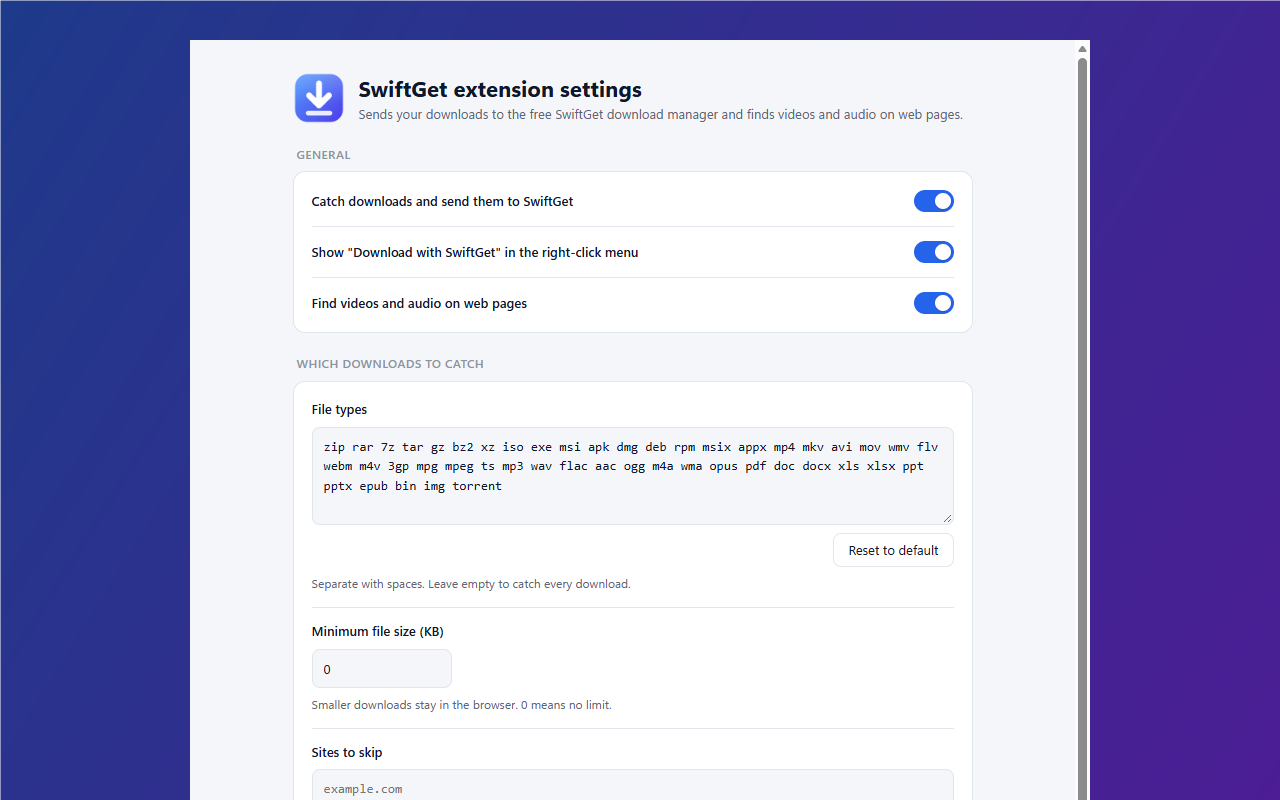 SwiftGet extension settings
Sends your downloads to the free SwiftGet download manager and finds videos and audio on web pages.
GENERAL
Catch downloads and send them to SwiftGet
Show "Download with SwiftGet" in the right-click menu
Find videos and audio on web pages
WHICH DOWNLOADS TO CATCH
File types
zip rar 7z tar gz bz2 xz iso exe msi apk dmg deb rpm msix appx mp4 mkv avi mov wmv flv
webm m4v 3gp mpg mpeg ts mp3 wav flac aac ogg m4a wma opus pdf doc docx xls xlsx ppt
pptx epub bin img torrent
Reset to default
Separate with spaces. Leave empty to catch every download.
Minimum file size (KB)
0
Smaller downloads stay in the browser. 0 means no limit.
Sites to skip
example.com